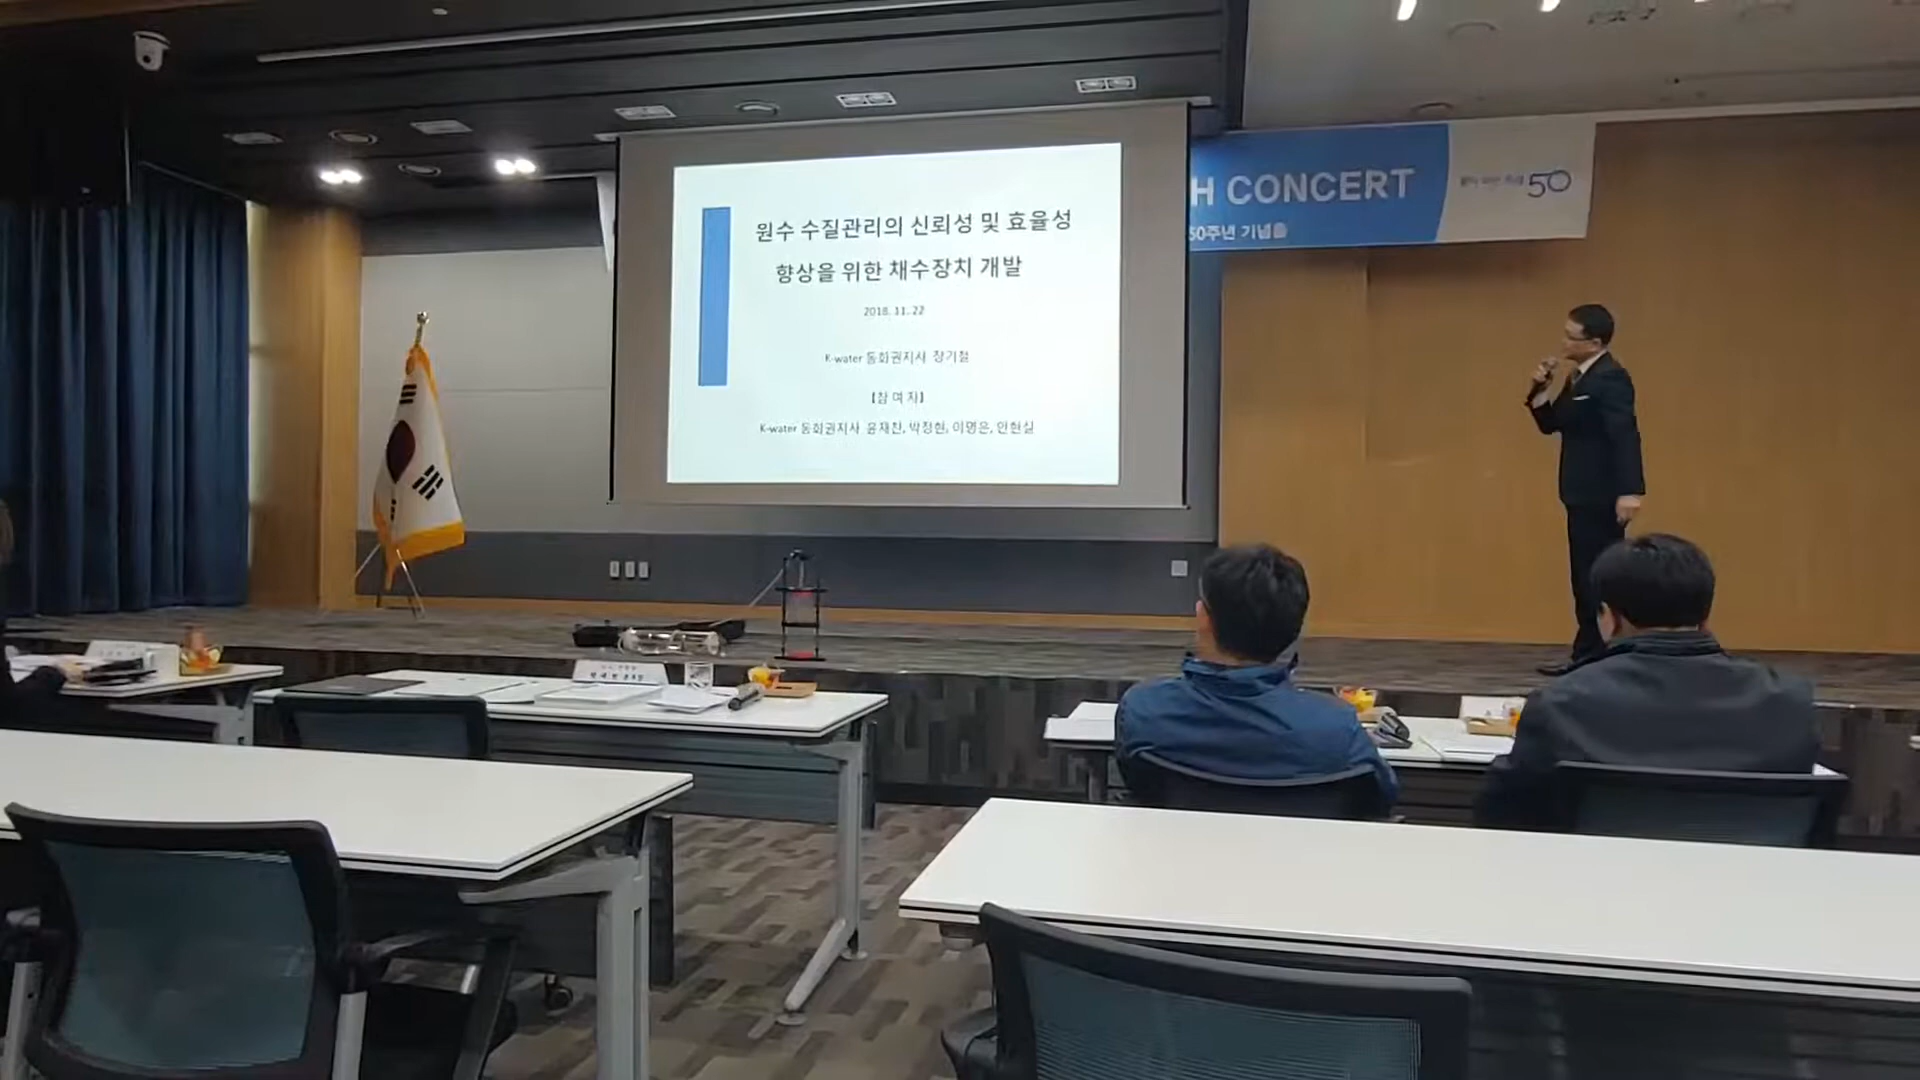 원수 수질관리의 신뢰성 및 효율성
향상을 위한 채수장치 개발
2018. 11. 22
K-water 동화권지사 장기철
[참 여 자]
K-water 동화권지사 윤재찬, 박정현, 이명은, 안현실
H CONCERT
50주년 기념홀
50